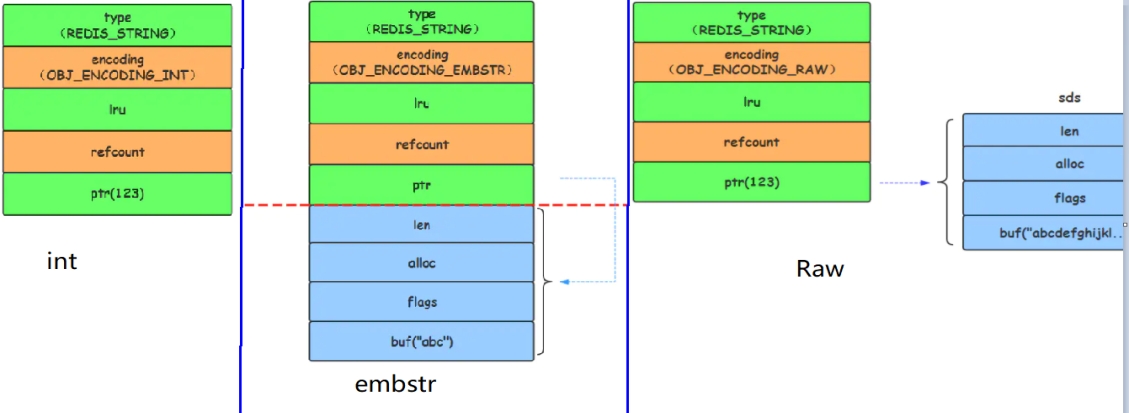 type
（REDIS_STRING）
encoding
（OBJ_ENCODING_INT）
lru
refcount
ptr(123)
int
type
（REDIS_STRING）
encoding
（OBJ_ENCODING_EMBSTR）
lru
refcount
ptr
len
alloc
flags
buf("abc")
embstr
type
（REDIS_STRING）
encoding
（OBJ_ENCODING_RAW）
lru
refcount
ptr(123)
Raw
sds
len
alloc
flags
buf("abcdefghijkl..